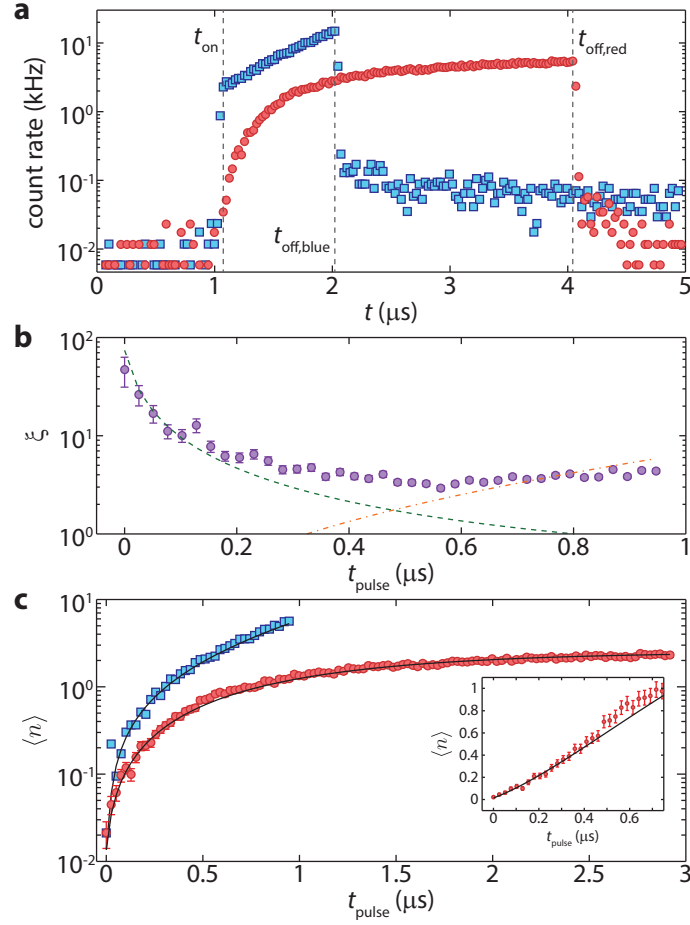 a
count rate (kHz)
10¹
10⁰
10⁻¹
10⁻²
t_on
t_off,red
t_off,blue
0 1 2 3 4 5
t (μs)
b
ξ
10²
10¹
10⁰
0 0.2 0.4 0.6 0.8 1
t_pulse (μs)
c
⟨n⟩
10¹
10⁰
10⁻¹
10⁻²
⟨n⟩
1
0.8
0.6
0.4
0.2
0
0 0.2 0.4 0.6
t_pulse (μs)
0 0.5 1 1.5 2 2.5 3
t_pulse (μs)